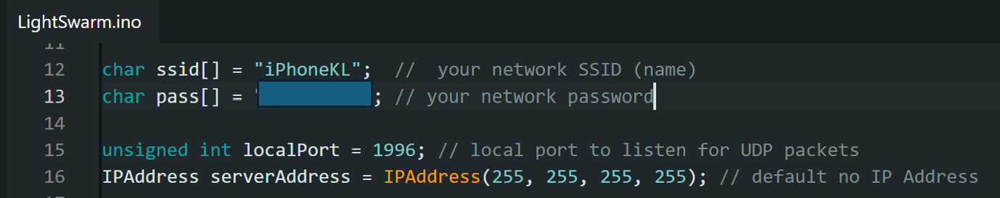 LightSwarm.ino
11
12 char ssid[] = "iPhoneKL";  //  your network SSID (name)
13 char pass[] = "; // your network password
14
15 unsigned int localPort = 1996; // local port to listen for UDP packets
16 IPAddress serverAddress = IPAddress(255, 255, 255, 255); // default no IP Address
17